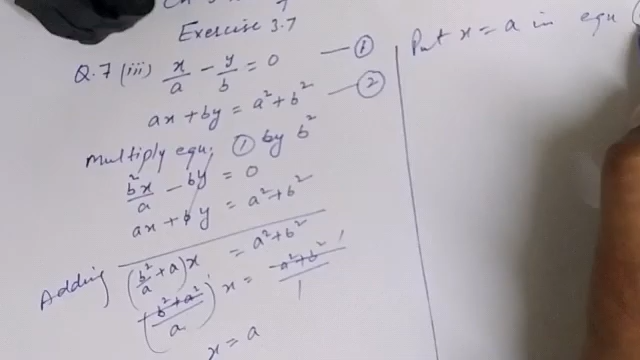 Exercise 3.7
Q.7 (iii) x/a - y/b = 0 —①
ax + by = a² + b² —②
Multiply equ. ① by b²
b²x/a - by = 0
ax + by = a² + b²
Adding (b²/a + a)x = a² + b²
((b² + a²)/a) x = (a² + b²)/1
x = a
Put x = a in equ